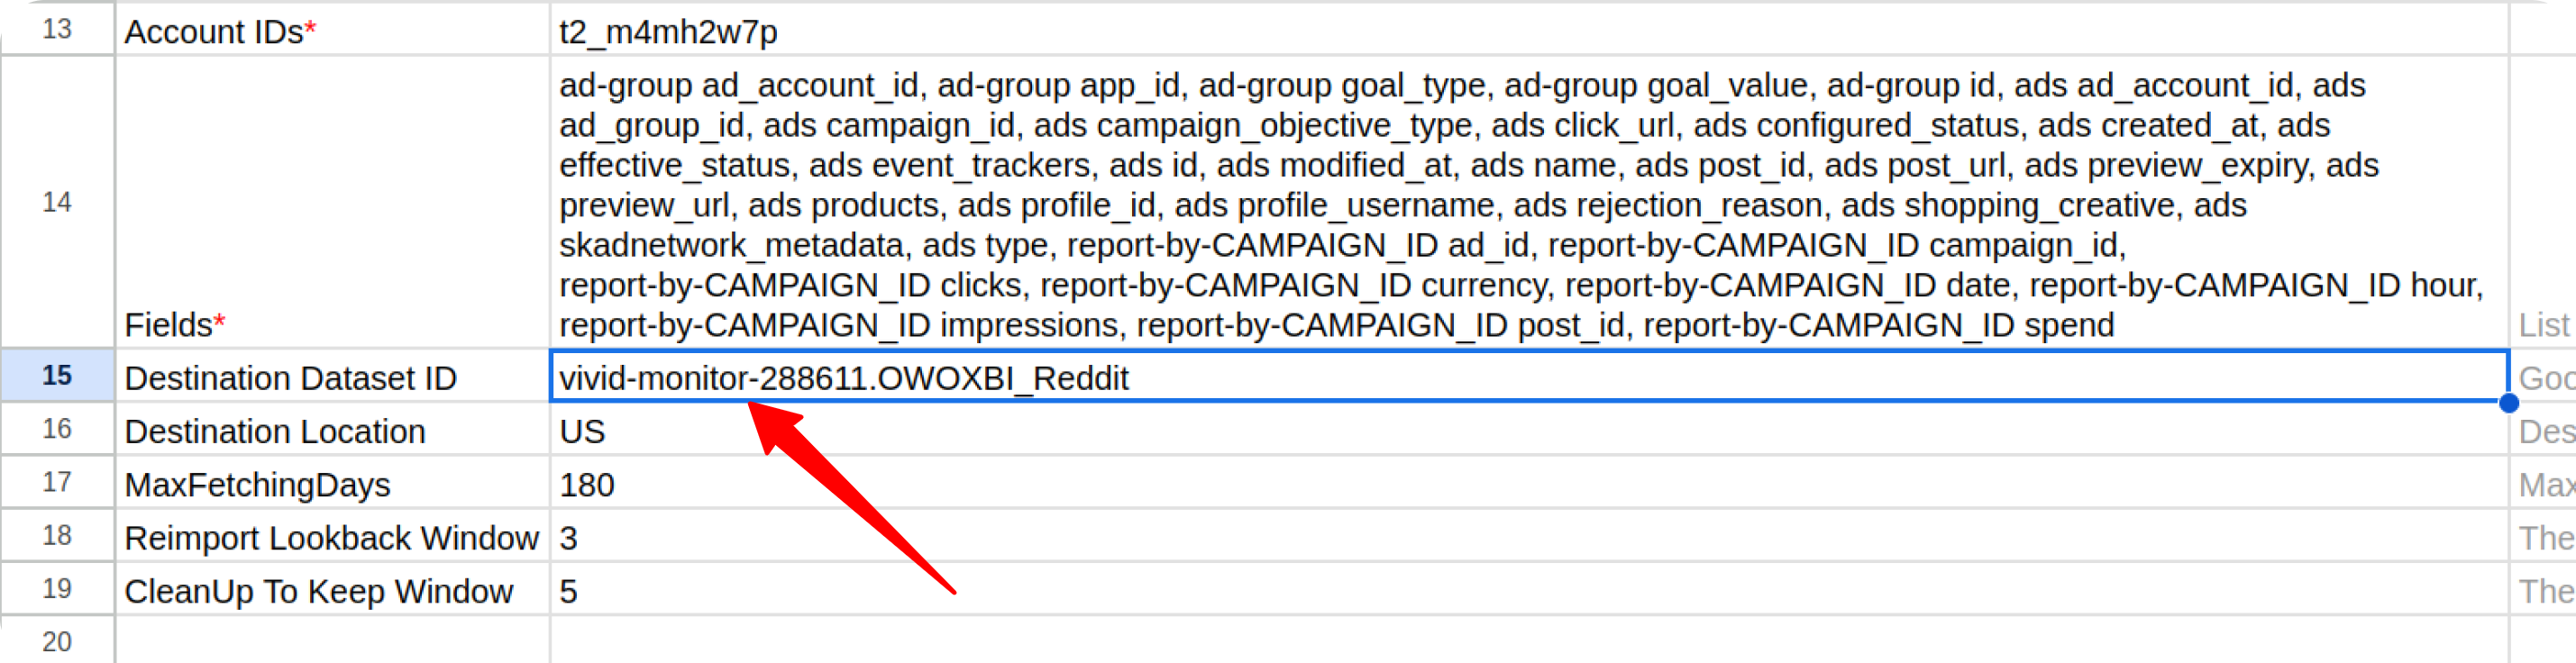 13 Account IDs* t2_m4mh2w7p
ad-group ad_account_id, ad-group app_id, ad-group goal_type, ad-group goal_value, ad-group id, ads ad_account_id, ads
ad_group_id, ads campaign_id, ads campaign_objective_type, ads click_url, ads configured_status, ads created_at, ads
effective_status, ads event_trackers, ads id, ads modified_at, ads name, ads post_id, ads post_url, ads preview_expiry, ads
14 preview_url, ads products, ads profile_id, ads profile_username, ads rejection_reason, ads shopping_creative, ads
skadnetwork_metadata, ads type, report-by-CAMPAIGN_ID ad_id, report-by-CAMPAIGN_ID campaign_id,
report-by-CAMPAIGN_ID clicks, report-by-CAMPAIGN_ID currency, report-by-CAMPAIGN_ID date, report-by-CAMPAIGN_ID hour,
Fields* report-by-CAMPAIGN_ID impressions, report-by-CAMPAIGN_ID post_id, report-by-CAMPAIGN_ID spend List
15 Destination Dataset ID vivid-monitor-288611.OWOXBI_Reddit Goo
16 Destination Location US Des
17 MaxFetchingDays 180 Max
18 Reimport Lookback Window 3 The
19 CleanUp To Keep Window 5 The
20